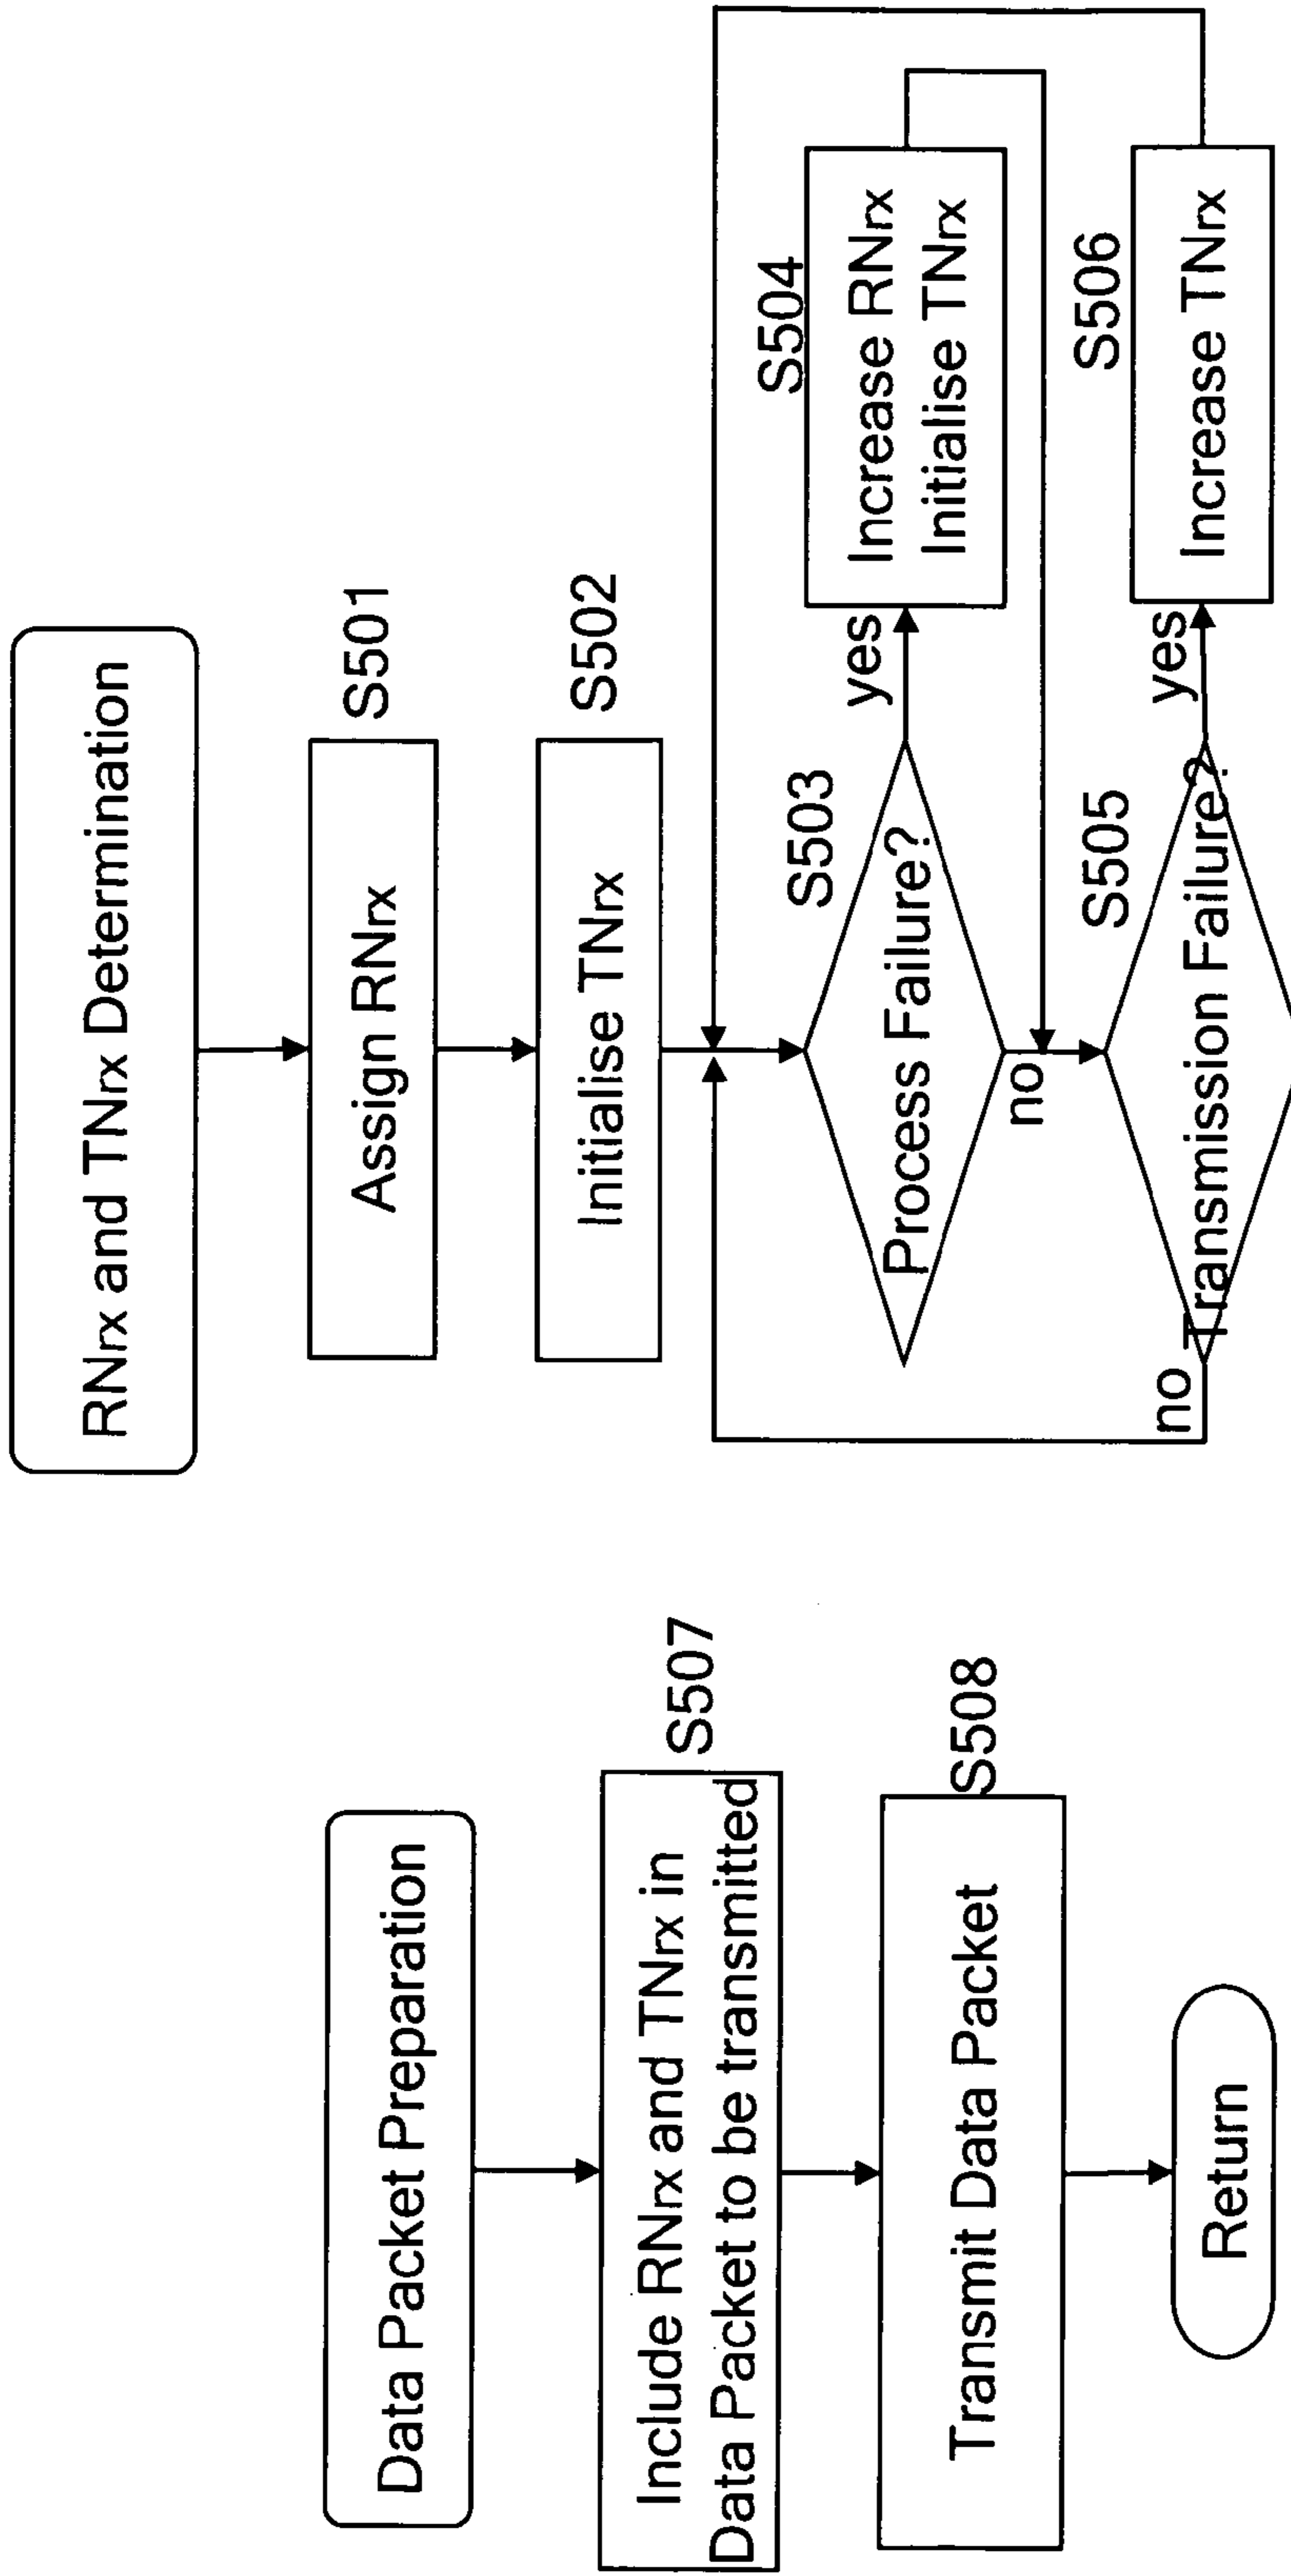 Data Packet Preparation
S507
Include RNrx and TNrx in
Data Packet to be transmitted
S508
Transmit Data Packet
Return
RNrx and TNrx Determination
S501
Assign RNrx
S502
Initialise TNrx
S503
Process Failure?
yes
no
S504
Increase RNrx
Initialise TNrx
S505
Transmission Failure?
no
yes
S506
Increase TNrx